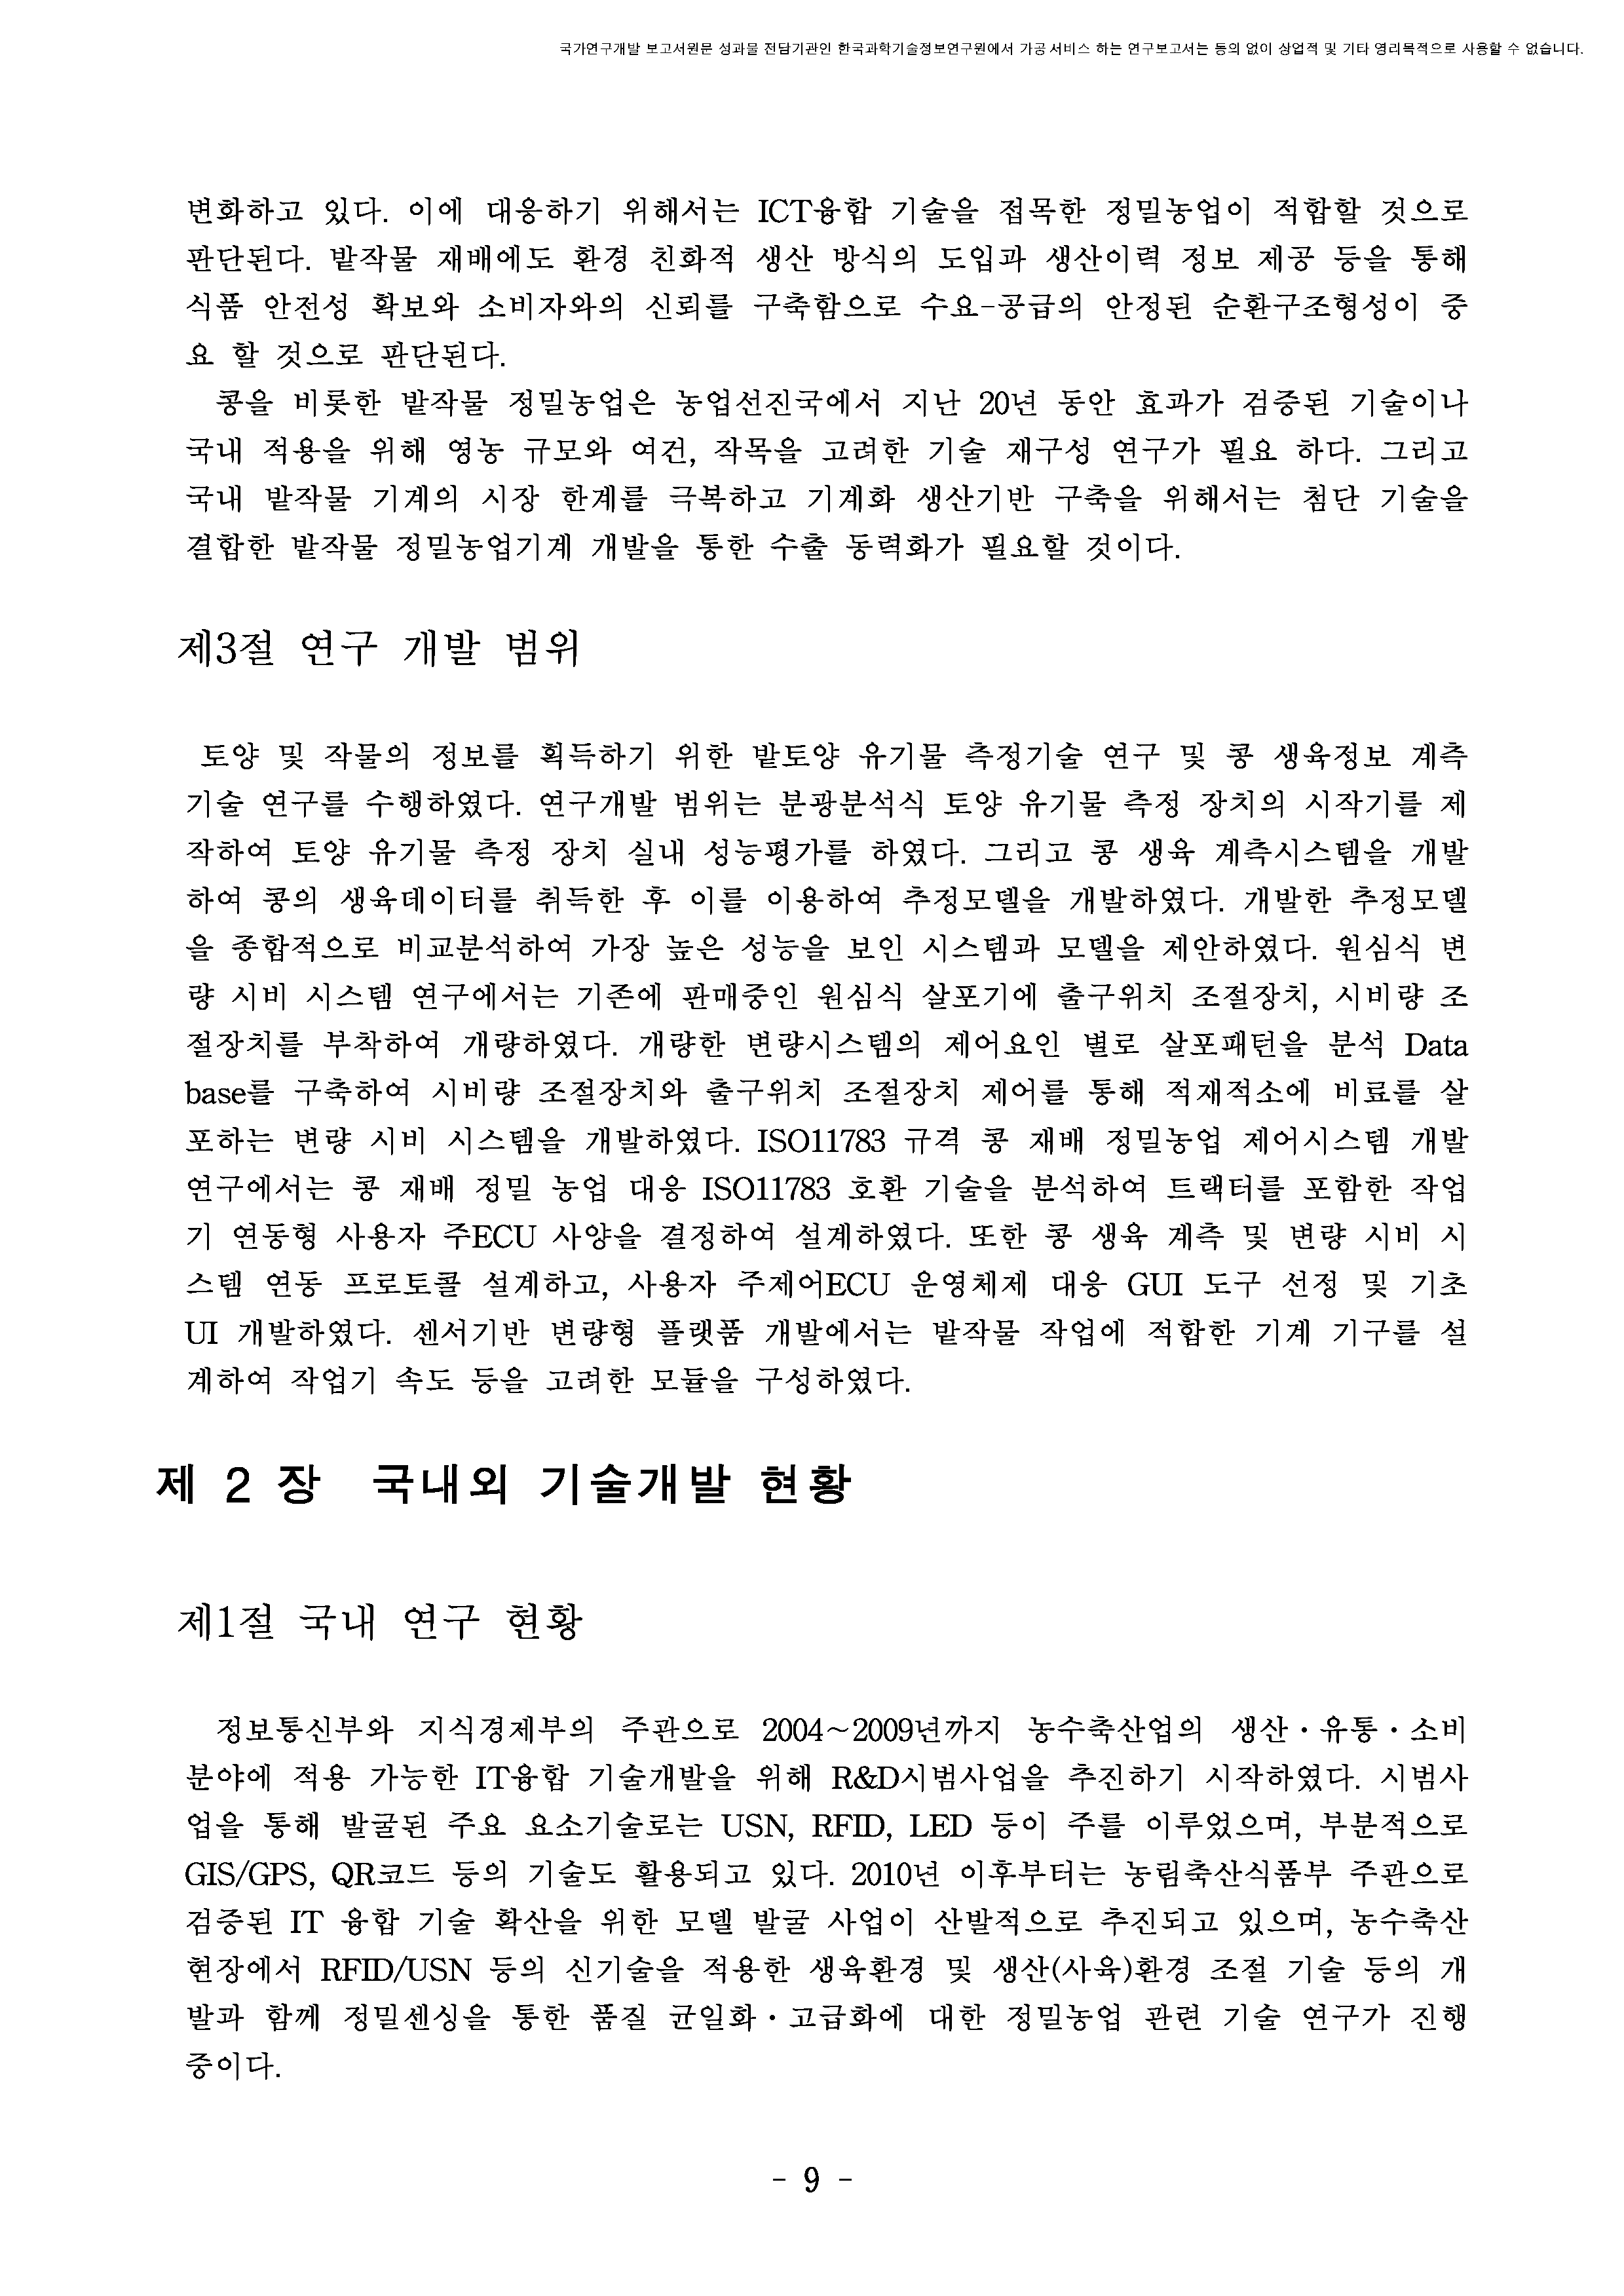 국가연구개발 보고서원문 성과물 전담기관인 한국과학기술정보연구원에서 가공·서비스 하는 연구보고서는 동의 없이 상업적 및 기타 영리목적으로 사용할 수 없습니다.
변화하고 있다. 이에 대응하기 위해서는 ICT융합 기술을 접목한 정밀농업이 적합할 것으로
판단된다. 밭작물 재배에도 환경 친화적 생산 방식의 도입과 생산이력 정보 제공 등을 통해
식품 안전성 확보와 소비자와의 신뢰를 구축함으로 수요-공급의 안정된 순환구조형성이 중
요 할 것으로 판단된다.
콩을 비롯한 밭작물 정밀농업은 농업선진국에서 지난 20년 동안 효과가 검증된 기술이나
국내 적용을 위해 영농 규모와 여건, 작목을 고려한 기술 재구성 연구가 필요 하다. 그리고
국내 밭작물 기계의 시장 한계를 극복하고 기계화 생산기반 구축을 위해서는 첨단 기술을
결합한 밭작물 정밀농업기계 개발을 통한 수출 동력화가 필요할 것이다.
제3절 연구 개발 범위
토양 및 작물의 정보를 획득하기 위한 밭토양 유기물 측정기술 연구 및 콩 생육정보 계측
기술 연구를 수행하였다. 연구개발 범위는 분광분석식 토양 유기물 측정 장치의 시작기를 제
작하여 토양 유기물 측정 장치 실내 성능평가를 하였다. 그리고 콩 생육 계측시스템을 개발
하여 콩의 생육데이터를 취득한 후 이를 이용하여 추정모델을 개발하였다. 개발한 추정모델
을 종합적으로 비교분석하여 가장 높은 성능을 보인 시스템과 모델을 제안하였다. 원심식 변
량 시비 시스템 연구에서는 기존에 판매중인 원심식 살포기에 출구위치 조절장치, 시비량 조
절장치를 부착하여 개량하였다. 개량한 변량시스템의 제어요인 별로 살포패턴을 분석 Data
base를 구축하여 시비량 조절장치와 출구위치 조절장치 제어를 통해 적재적소에 비료를 살
포하는 변량 시비 시스템을 개발하였다. ISO11783 규격 콩 재배 정밀농업 제어시스템 개발
연구에서는 콩 재배 정밀 농업 대응 ISO11783 호환 기술을 분석하여 트랙터를 포함한 작업
기 연동형 사용자 주ECU 사양을 결정하여 설계하였다. 또한 콩 생육 계측 및 변량 시비 시
스템 연동 프로토콜 설계하고, 사용자 주제어ECU 운영체제 대응 GUI 도구 선정 및 기초
UI 개발하였다. 센서기반 변량형 플랫폼 개발에서는 밭작물 작업에 적합한 기계 기구를 설
계하여 작업기 속도 등을 고려한 모듈을 구성하였다.
제 2 장 국내외 기술개발 현황
제1절 국내 연구 현황
정보통신부와 지식경제부의 주관으로 2004~2009년까지 농수축산업의 생산·유통·소비
분야에 적용 가능한 IT융합 기술개발을 위해 R&D시범사업을 추진하기 시작하였다. 시범사
업을 통해 발굴된 주요 요소기술로는 USN, RFID, LED 등이 주를 이루었으며, 부분적으로
GIS/GPS, QR코드 등의 기술도 활용되고 있다. 2010년 이후부터는 농림축산식품부 주관으로
검증된 IT 융합 기술 확산을 위한 모델 발굴 사업이 산발적으로 추진되고 있으며, 농수축산
현장에서 RFID/USN 등의 신기술을 적용한 생육환경 및 생산(사육)환경 조절 기술 등의 개
발과 함께 정밀센싱을 통한 품질 균일화·고급화에 대한 정밀농업 관련 기술 연구가 진행
중이다.
- 9 -